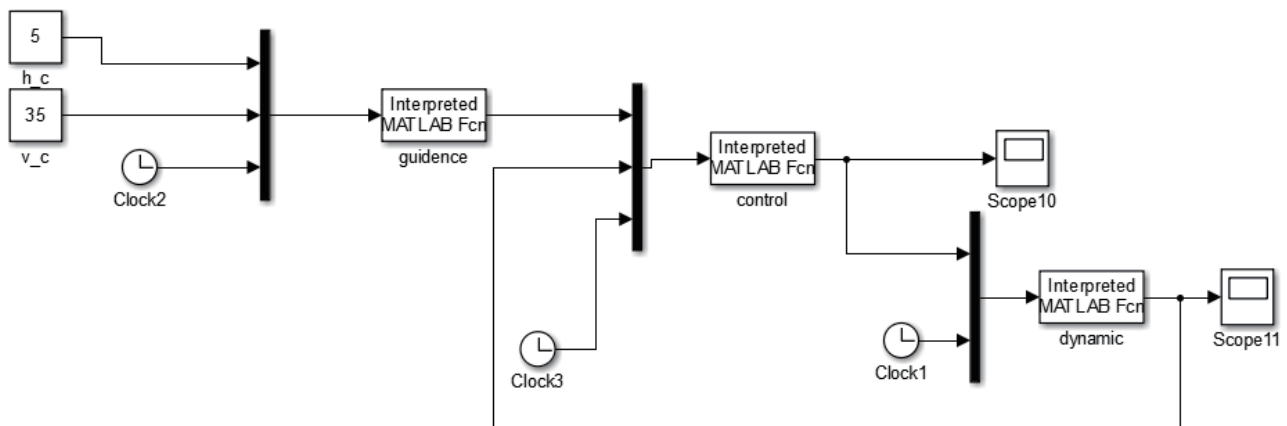 5
h_c
35
v_c
Clock2
Interpreted
MATLAB Fcn
guidence
Clock3
Interpreted
MATLAB Fcn
control
Scope10
Clock1
Interpreted
MATLAB Fcn
dynamic
Scope11